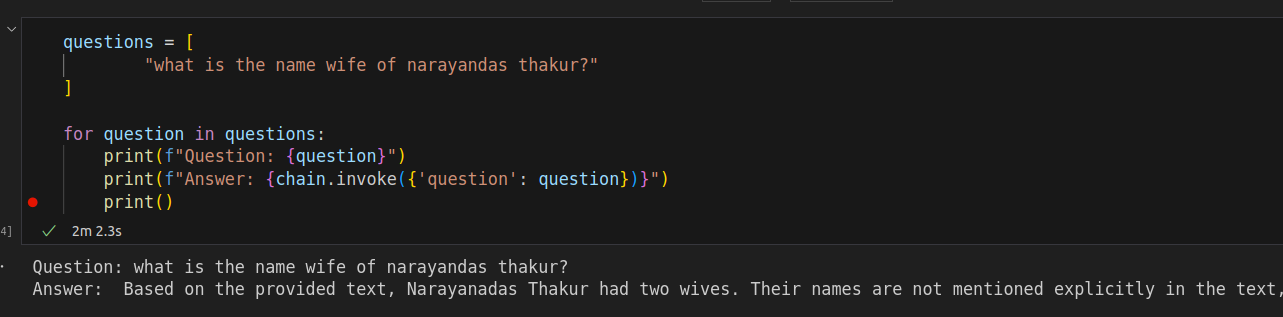 questions = [
"what is the name wife of narayandas thakur?"
]
for question in questions:
print(f"Question: {question}")
print(f"Answer: {chain.invoke({'question': question})}")
print()
4] 2m 2.3s
Question: what is the name wife of narayandas thakur?
Answer:  Based on the provided text, Narayanadas Thakur had two wives. Their names are not mentioned explicitly in the text,